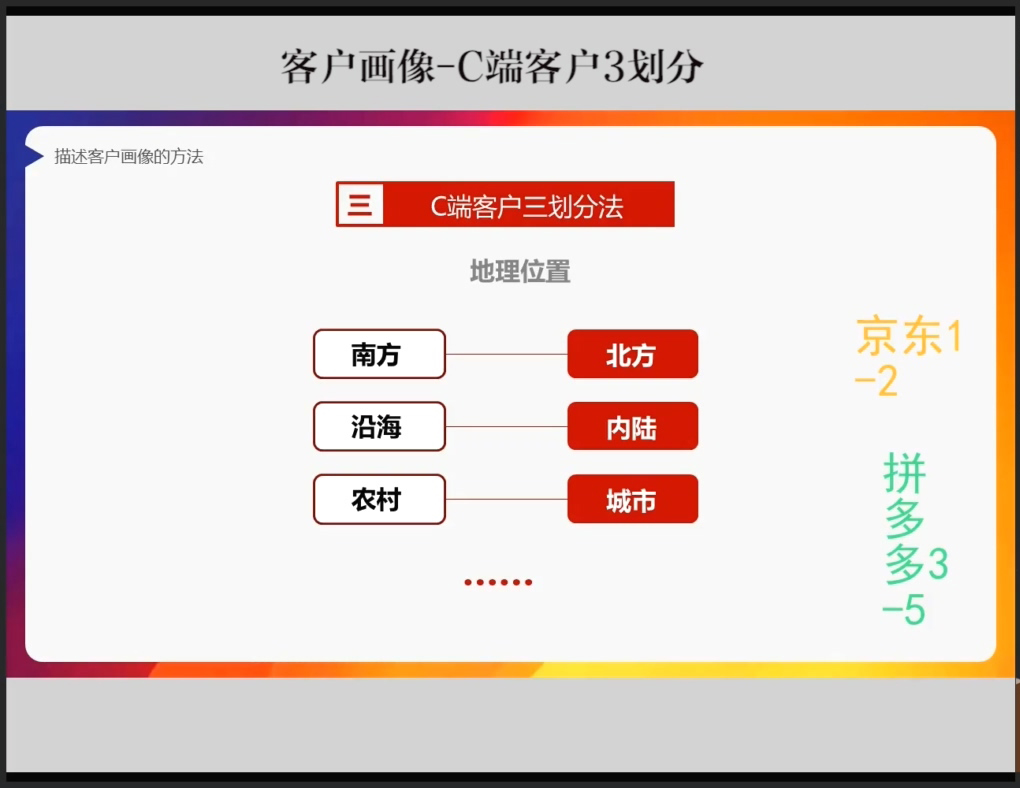 客户画像-C端客户3划分
描述客户画像的方法
三 C端客户三划分法
地理位置
南方 北方
沿海 内陆
农村 城市
······
京东1
-2
拼
多
多3
-5